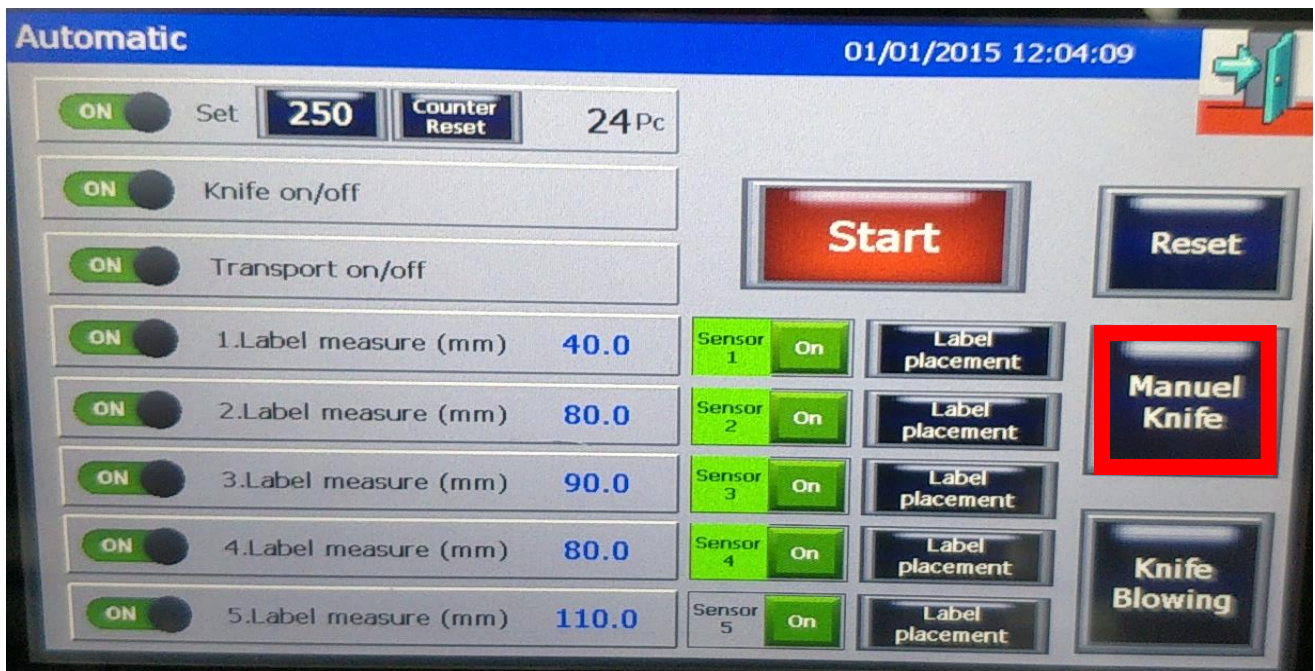 Automatic
01/01/2015 12:04:09
ON Set 250 Counter Reset 24 Pc
ON Knife on/off
ON Transport on/off
Start
Reset
ON 1.Label measure (mm) 40.0 Sensor 1 On Label placement
ON 2.Label measure (mm) 80.0 Sensor 2 On Label placement
ON 3.Label measure (mm) 90.0 Sensor 3 On Label placement
ON 4.Label measure (mm) 80.0 Sensor 4 On Label placement
ON 5.Label measure (mm) 110.0 Sensor 5 On Label placement
Manuel
Knife
Knife
Blowing